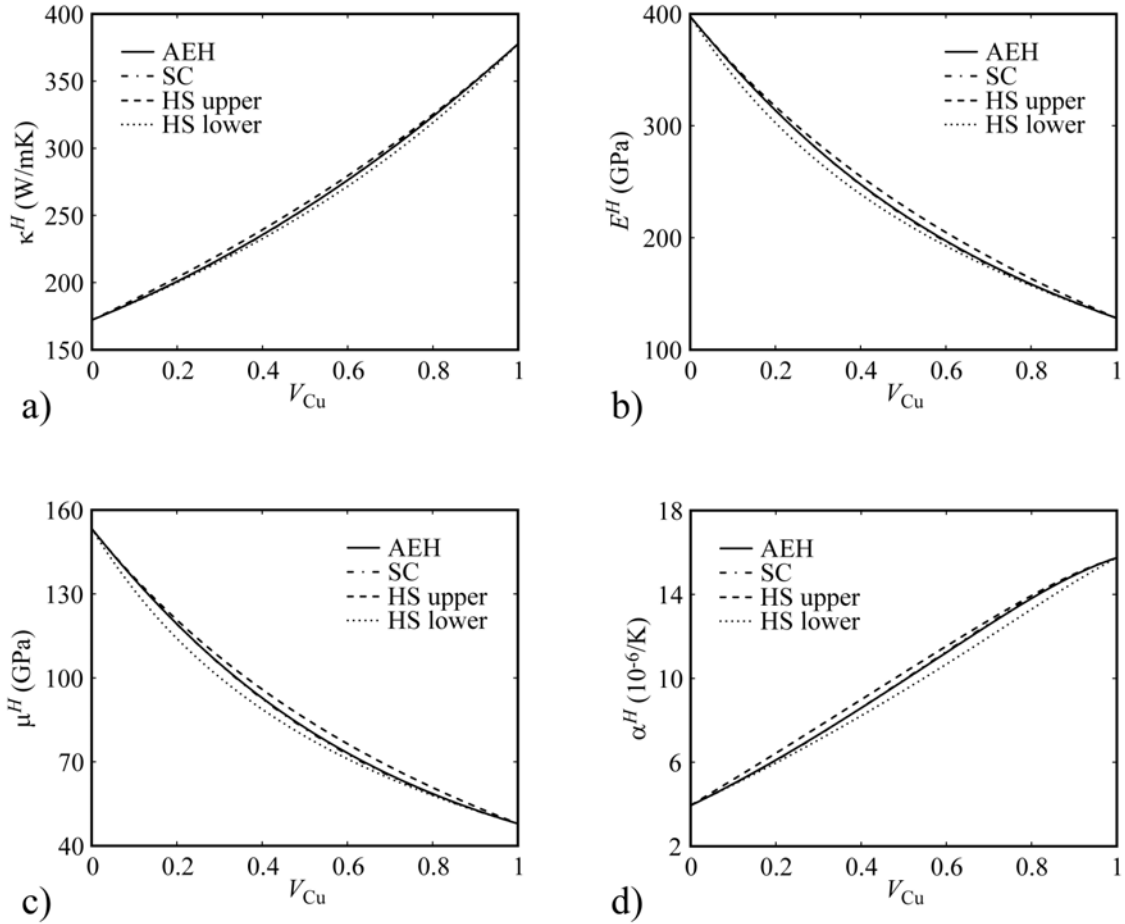 400
350
300
250
200
150
κᴴ (W/mK)
AEH
SC
HS upper
HS lower
0 0.2 0.4 0.6 0.8 1
V_Cu
a)
400
300
200
100
Eᴴ (GPa)
AEH
SC
HS upper
HS lower
0 0.2 0.4 0.6 0.8 1
V_Cu
b)
160
130
100
70
40
μᴴ (GPa)
AEH
SC
HS upper
HS lower
0 0.2 0.4 0.6 0.8 1
V_Cu
c)
18
14
10
6
2
αᴴ (10⁻⁶/K)
AEH
SC
HS upper
HS lower
0 0.2 0.4 0.6 0.8 1
V_Cu
d)